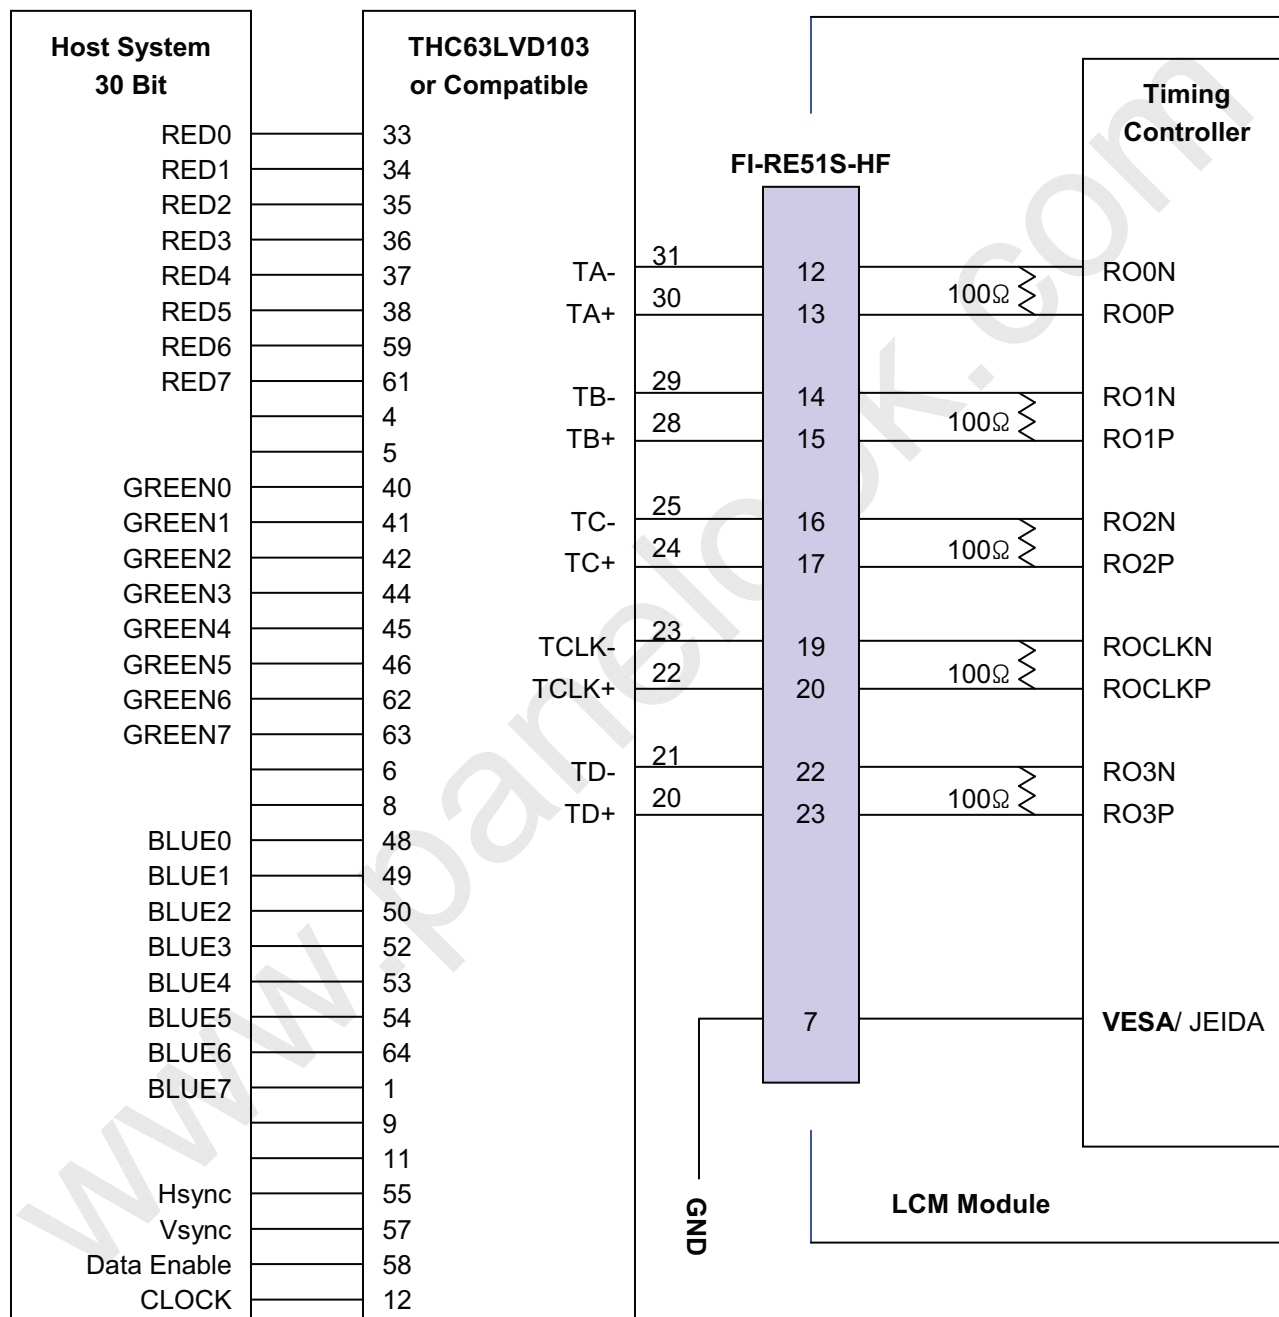 Host System
30 Bit
RED0
RED1
RED2
RED3
RED4
RED5
RED6
RED7
GREEN0
GREEN1
GREEN2
GREEN3
GREEN4
GREEN5
GREEN6
GREEN7
BLUE0
BLUE1
BLUE2
BLUE3
BLUE4
BLUE5
BLUE6
BLUE7
Hsync
Vsync
Data Enable
CLOCK
THC63LVD103
or Compatible
33
34
35
36
37
38
59
61
4
5
40
41
42
44
45
46
62
63
6
8
48
49
50
52
53
54
64
1
9
11
55
57
58
12
TA- 31
TA+ 30
TB- 29
TB+ 28
TC- 25
TC+ 24
TCLK- 23
TCLK+ 22
TD- 21
TD+ 20
FI-RE51S-HF
12
13
14
15
16
17
19
20
22
23
7
GND
100Ω
100Ω
100Ω
100Ω
100Ω
Timing
Controller
RO0N
RO0P
RO1N
RO1P
RO2N
RO2P
ROCLKN
ROCLKP
RO3N
RO3P
VESA/ JEIDA
LCM Module
www.panelook.com